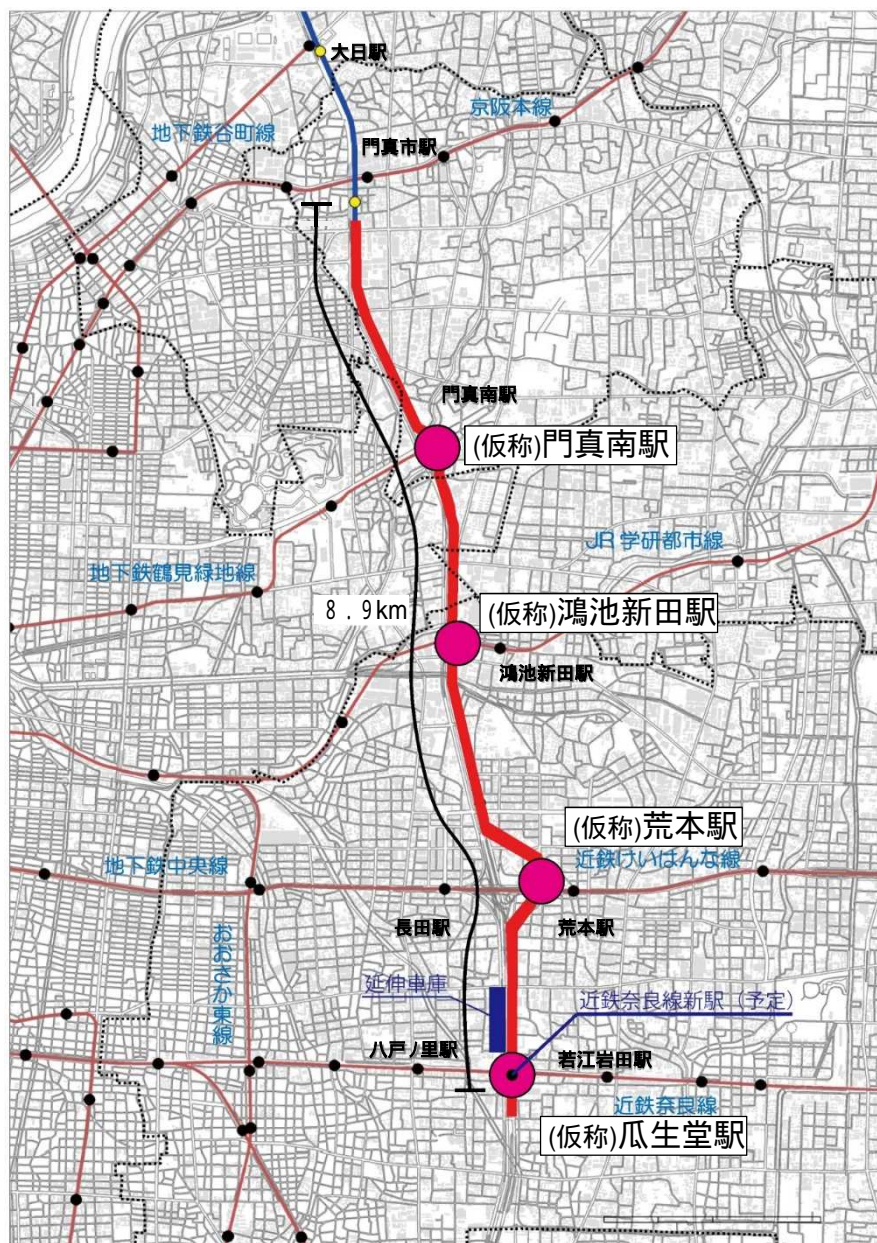 大日駅
京阪本線
地下鉄谷町線
門真市駅
門真南駅
(仮称)門真南駅
JR学研都市線
地下鉄鶴見緑地線
8.9km
(仮称)鴻池新田駅
鴻池新田駅
(仮称)荒本駅
地下鉄中央線
近鉄けいはんな線
長田駅
荒本駅
おおさか東線
延伸車庫
近鉄奈良線新駅（予定）
八戸ノ里駅
若江岩田駅
近鉄奈良線
(仮称)瓜生堂駅